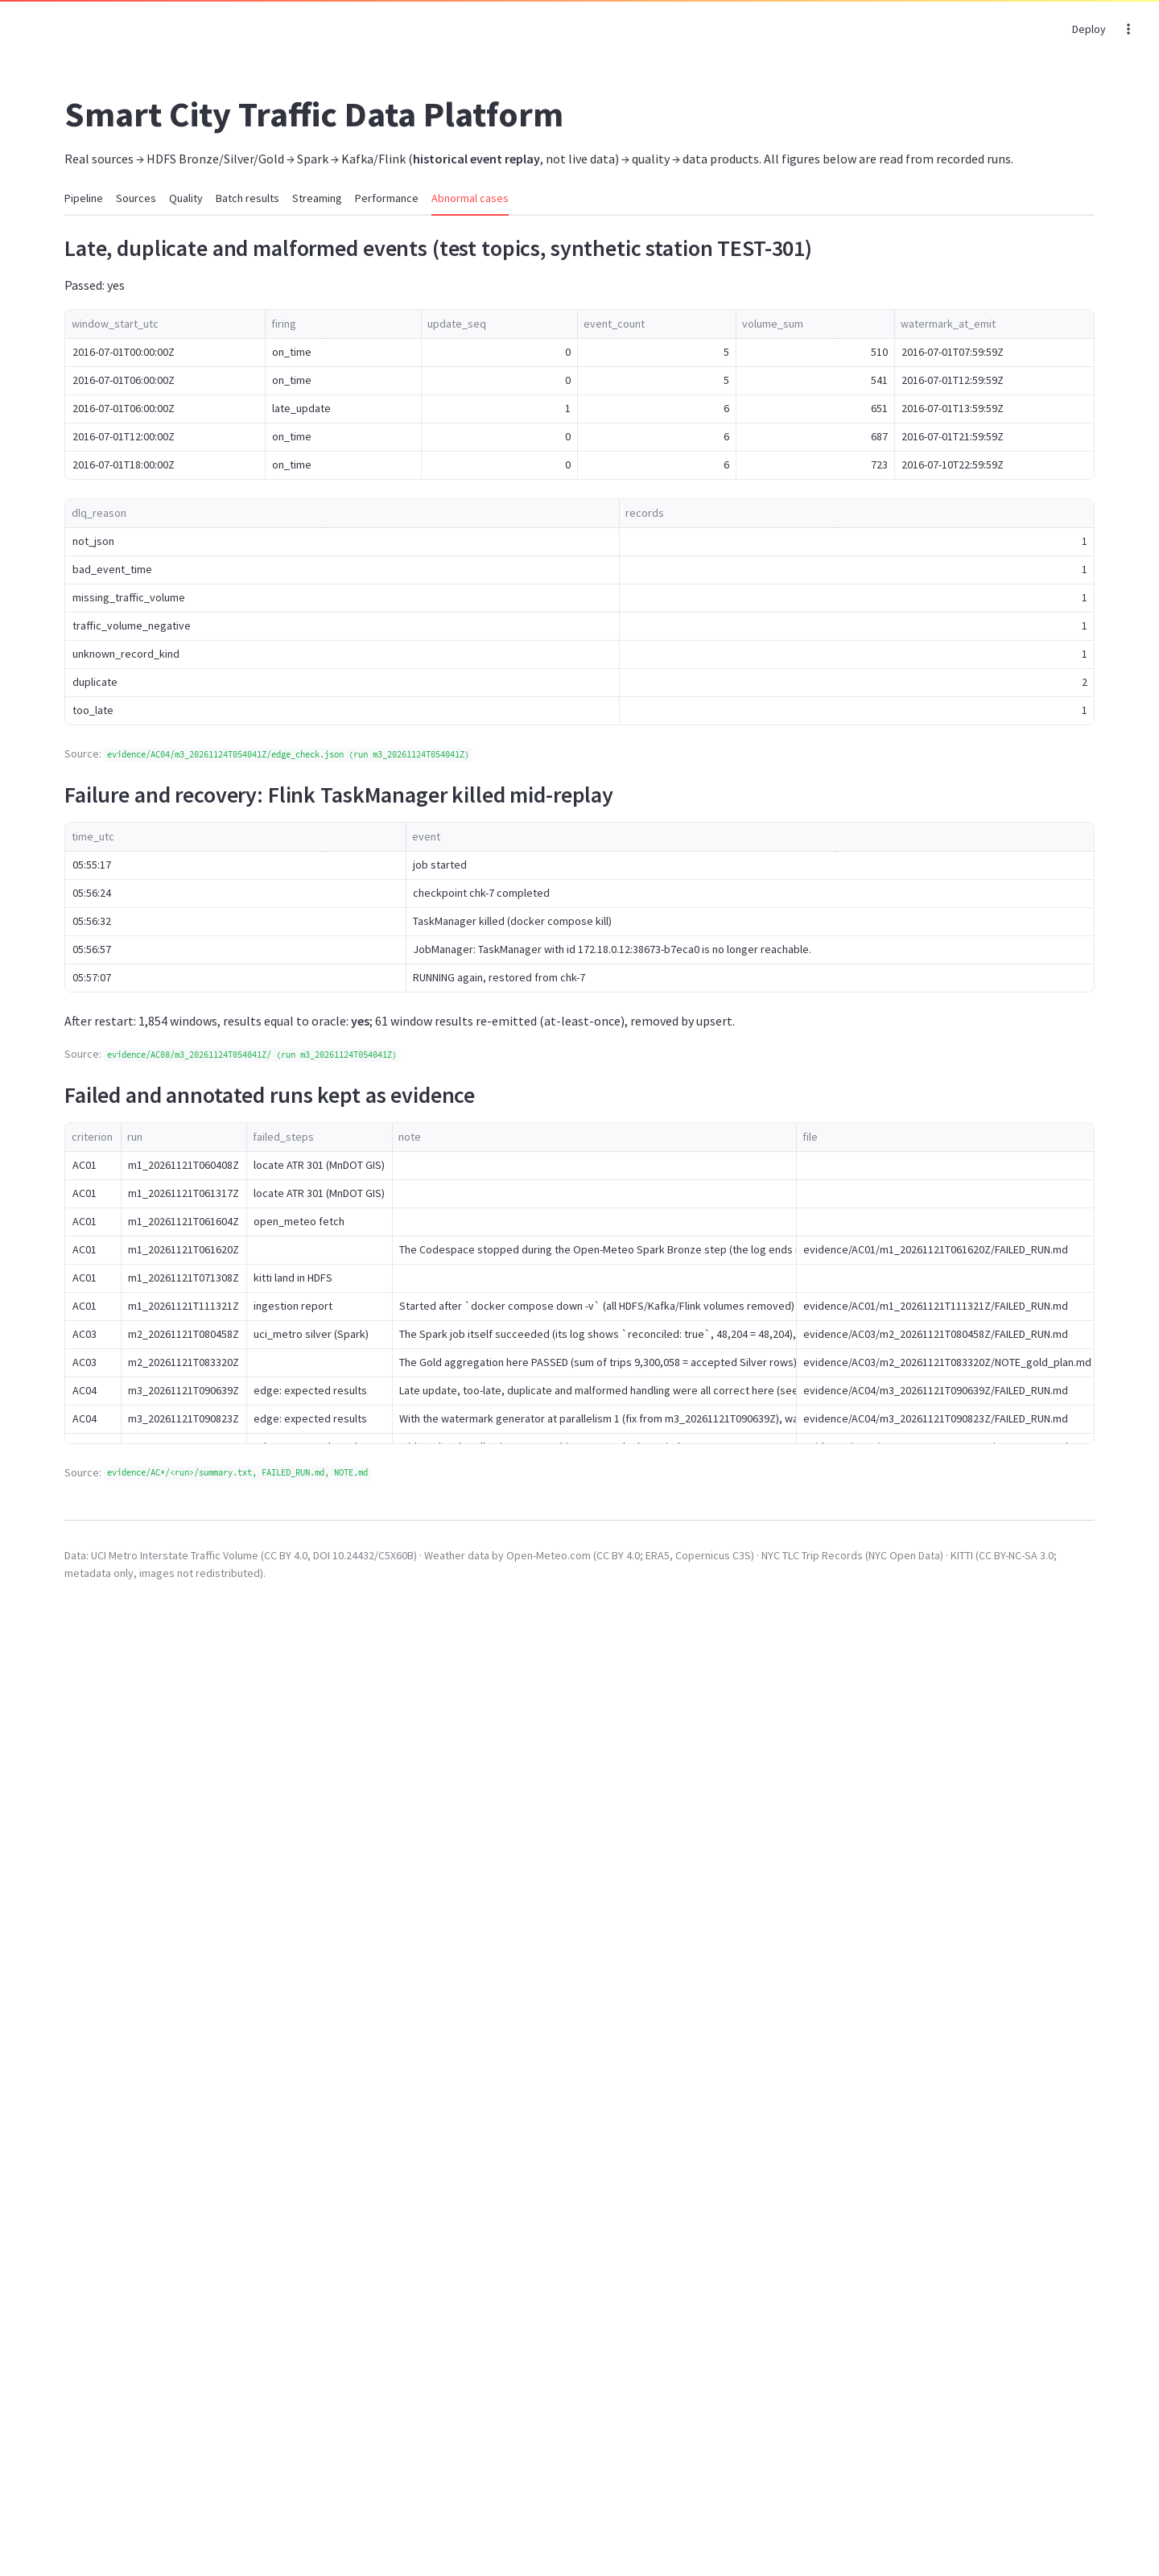 Deploy
Smart City Traffic Data Platform
Real sources → HDFS Bronze/Silver/Gold → Spark → Kafka/Flink (historical event replay, not live data) → quality → data products. All figures below are read from recorded runs.
Pipeline Sources Quality Batch results Streaming Performance Abnormal cases
Late, duplicate and malformed events (test topics, synthetic station TEST-301)
Passed: yes
window_start_utc firing update_seq event_count volume_sum watermark_at_emit
2016-07-01T00:00:00Z on_time 0 5 510 2016-07-01T07:59:59Z
2016-07-01T06:00:00Z on_time 0 5 541 2016-07-01T12:59:59Z
2016-07-01T06:00:00Z late_update 1 6 651 2016-07-01T13:59:59Z
2016-07-01T12:00:00Z on_time 0 6 687 2016-07-01T21:59:59Z
2016-07-01T18:00:00Z on_time 0 6 723 2016-07-10T22:59:59Z
dlq_reason records
not_json 1
bad_event_time 1
missing_traffic_volume 1
traffic_volume_negative 1
unknown_record_kind 1
duplicate 2
too_late 1
Source: evidence/AC04/m3_20261124T054041Z/edge_check.json (run m3_20261124T054041Z)
Failure and recovery: Flink TaskManager killed mid-replay
time_utc event
05:55:17 job started
05:56:24 checkpoint chk-7 completed
05:56:32 TaskManager killed (docker compose kill)
05:56:57 JobManager: TaskManager with id 172.18.0.12:38673-b7eca0 is no longer reachable.
05:57:07 RUNNING again, restored from chk-7
After restart: 1,854 windows, results equal to oracle: yes; 61 window results re-emitted (at-least-once), removed by upsert.
Source: evidence/AC08/m3_20261124T054041Z/ (run m3_20261124T054041Z)
Failed and annotated runs kept as evidence
criterion run failed_steps note file
AC01 m1_20261121T060408Z locate ATR 301 (MnDOT GIS)
AC01 m1_20261121T061317Z locate ATR 301 (MnDOT GIS)
AC01 m1_20261121T061604Z open_meteo fetch
AC01 m1_20261121T061620Z The Codespace stopped during the Open-Meteo Spark Bronze step (the log ends evidence/AC01/m1_20261121T061620Z/FAILED_RUN.md
AC01 m1_20261121T071308Z kitti land in HDFS
AC01 m1_20261121T111321Z ingestion report Started after `docker compose down -v` (all HDFS/Kafka/Flink volumes removed) evidence/AC01/m1_20261121T111321Z/FAILED_RUN.md
AC03 m2_20261121T080458Z uci_metro silver (Spark) The Spark job itself succeeded (its log shows `reconciled: true`, 48,204 = 48,204), evidence/AC03/m2_20261121T080458Z/FAILED_RUN.md
AC03 m2_20261121T083320Z The Gold aggregation here PASSED (sum of trips 9,300,058 = accepted Silver rows) evidence/AC03/m2_20261121T083320Z/NOTE_gold_plan.md
AC04 m3_20261121T090639Z edge: expected results Late update, too-late, duplicate and malformed handling were all correct here (see evidence/AC04/m3_20261121T090639Z/FAILED_RUN.md
AC04 m3_20261121T090823Z edge: expected results With the watermark generator at parallelism 1 (fix from m3_20261121T090639Z), wa evidence/AC04/m3_20261121T090823Z/FAILED_RUN.md
Source: evidence/AC*/<run>/summary.txt, FAILED_RUN.md, NOTE.md
Data: UCI Metro Interstate Traffic Volume (CC BY 4.0, DOI 10.24432/C5X60B) · Weather data by Open-Meteo.com (CC BY 4.0; ERA5, Copernicus C3S) · NYC TLC Trip Records (NYC Open Data) · KITTI (CC BY-NC-SA 3.0;
metadata only, images not redistributed).